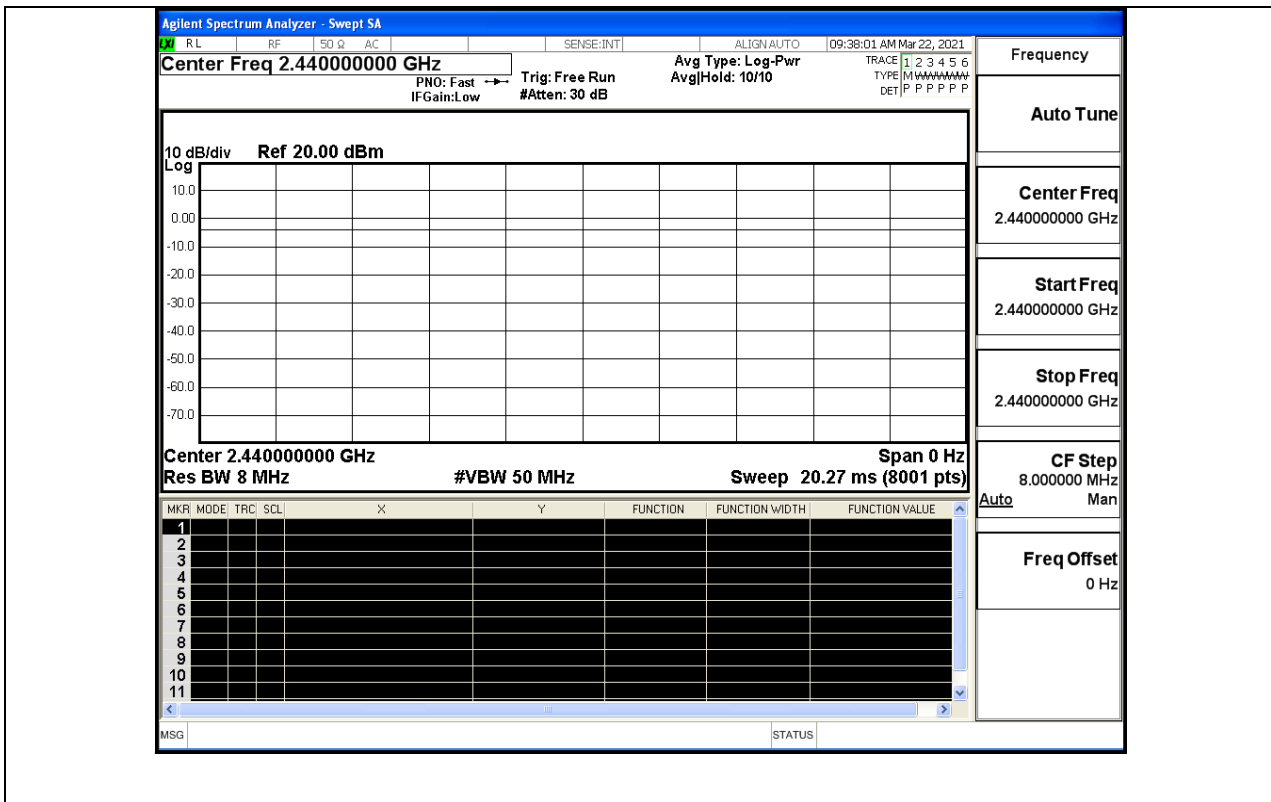 Agilent Spectrum Analyzer - Swept SA
LXI RL RF 50 Ω AC SENSE:INT ALIGN AUTO 09:38:01 AM Mar 22, 2021
Center Freq 2.440000000 GHz
PNO: Fast
IFGain:Low
Trig: Free Run
#Atten: 30 dB
Avg Type: Log-Pwr
Avg|Hold: 10/10
TRACE 1 2 3 4 5 6
TYPE M W W W W W
DET P P P P P P
10 dB/div Ref 20.00 dBm
Log
10.0
0.00
-10.0
-20.0
-30.0
-40.0
-50.0
-60.0
-70.0
Center 2.440000000 GHz Span 0 Hz
Res BW 8 MHz #VBW 50 MHz Sweep 20.27 ms (8001 pts)
MKR MODE TRC SCL X Y FUNCTION FUNCTION WIDTH FUNCTION VALUE
1
2
3
4
5
6
7
8
9
10
11
MSG STATUS
Frequency
Auto Tune
Center Freq
2.440000000 GHz
Start Freq
2.440000000 GHz
Stop Freq
2.440000000 GHz
CF Step
8.000000 MHz
Auto Man
Freq Offset
0 Hz